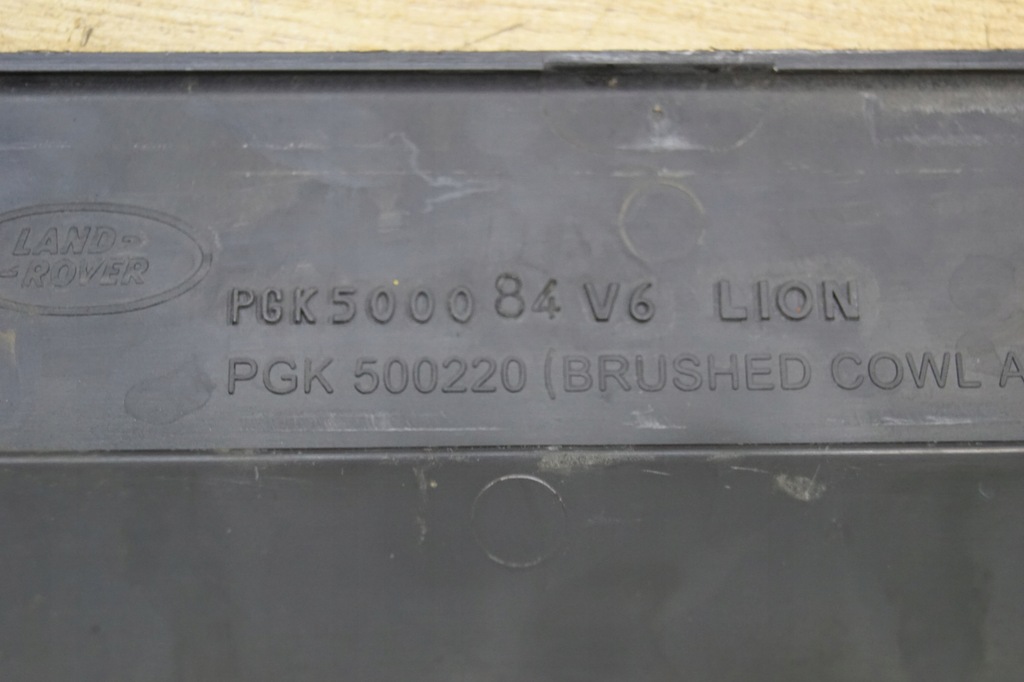 LAND-
-ROVER
PGK500084 V6 LION
PGK 500220 (BRUSHED COWL A